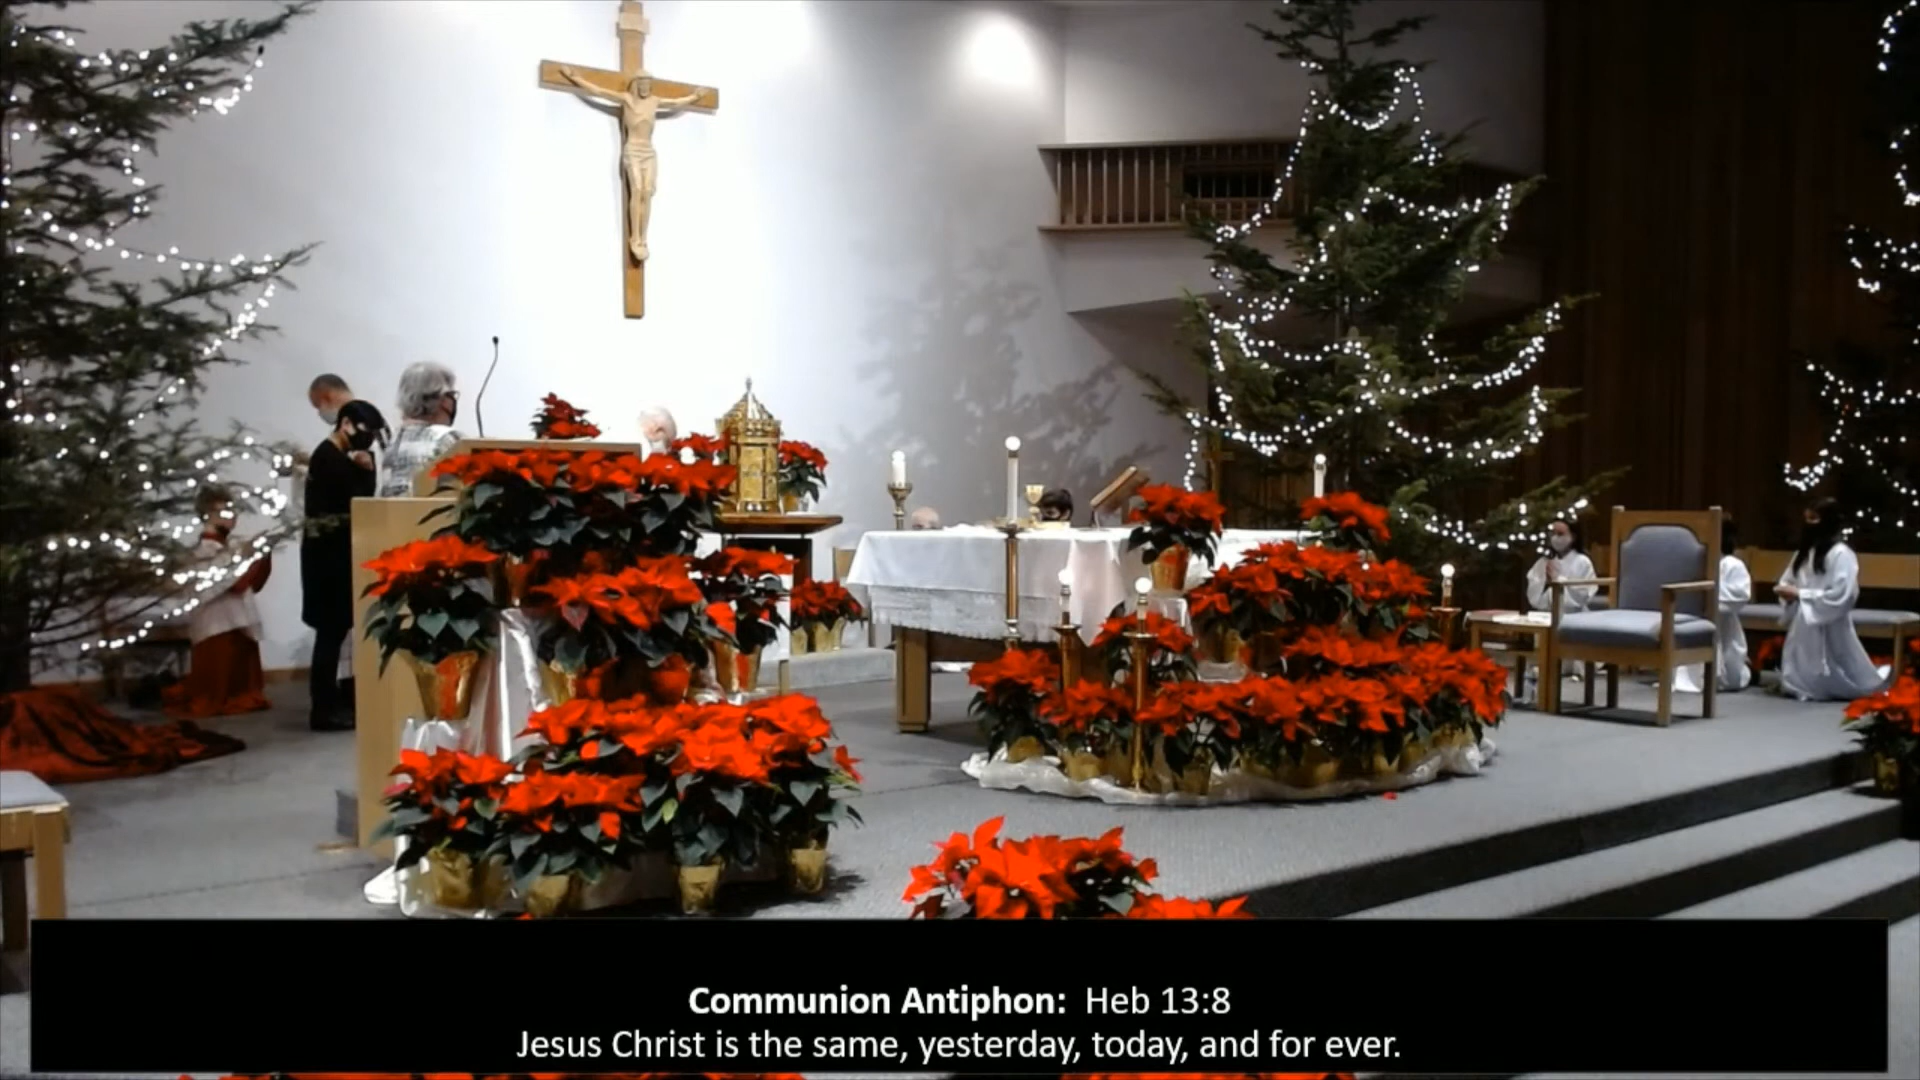 Communion Antiphon: Heb 13:8
Jesus Christ is the same, yesterday, today, and for ever.